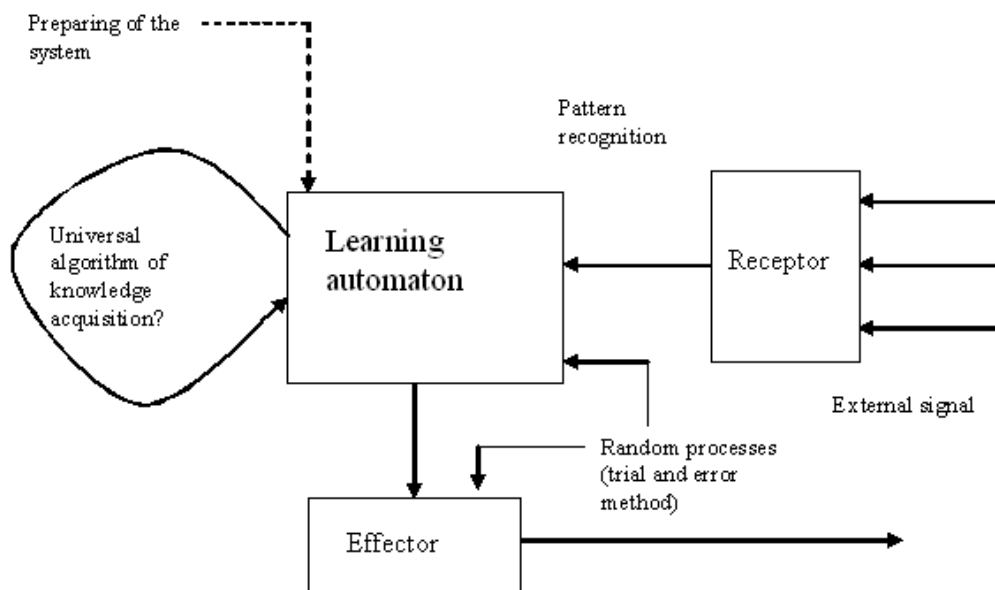 Preparing of the
system
Pattern
recognition
Universal
algorithm of
knowledge
acquisition?
Learning
automaton
Receptor
External signal
Random processes
(trial and error
method)
Effector